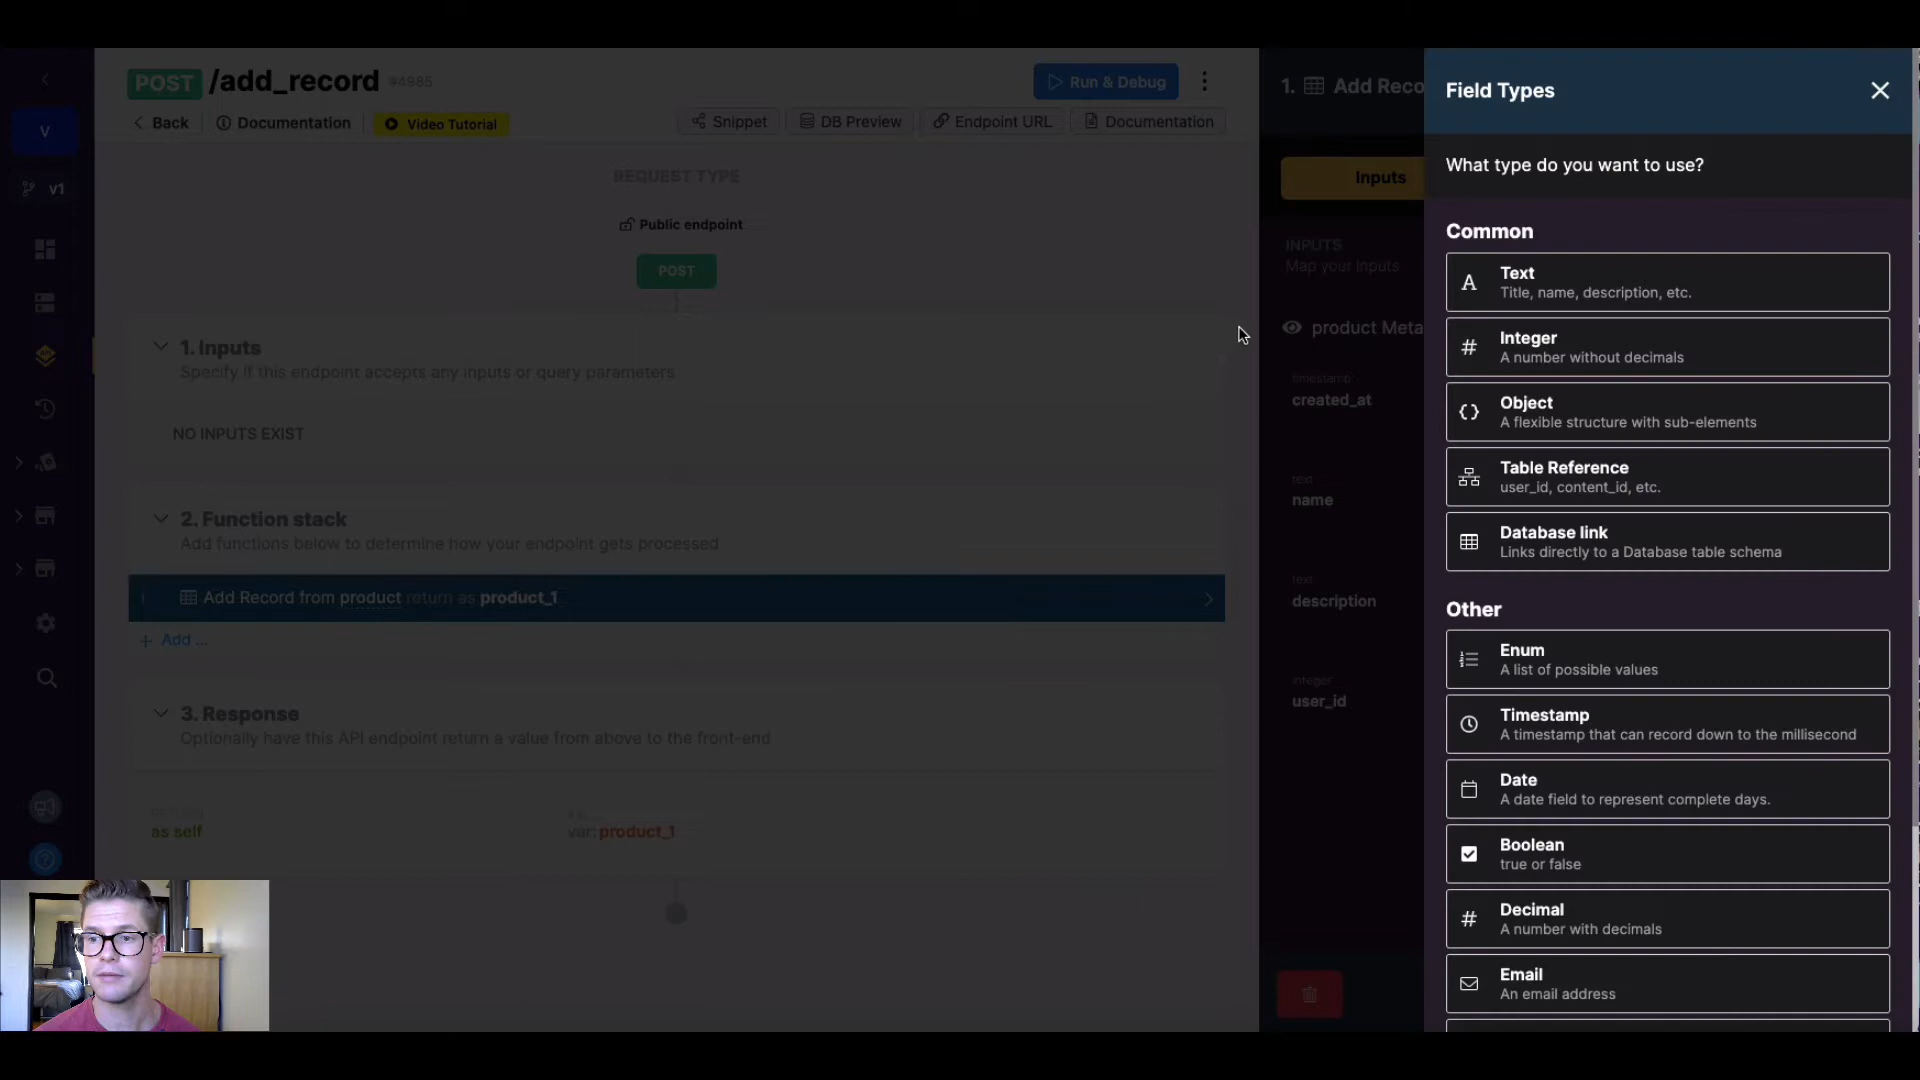 POST /add_record #4985
Run & Debug
Back
Documentation
Video Tutorial
Snippet
DB Preview
Endpoint URL
Documentation
V
v1
REQUEST TYPE
Public endpoint
POST
1. Inputs
Specify if this endpoint accepts any inputs or query parameters
NO INPUTS EXIST
2. Function stack
Add functions below to determine how your endpoint gets processed
Add Record from product return as product_1
+ Add ...
3. Response
Optionally have this API endpoint return a value from above to the front-end
RETURN
as self
var: product_1
1. Add Reco
Inputs
INPUTS
Map your inputs
product Meta
timestamp
created_at
text
name
text
description
integer
user_id
Field Types
What type do you want to use?
Common
Text
Title, name, description, etc.
Integer
A number without decimals
Object
A flexible structure with sub-elements
Table Reference
user_id, content_id, etc.
Database link
Links directly to a Database table schema
Other
Enum
A list of possible values
Timestamp
A timestamp that can record down to the millisecond
Date
A date field to represent complete days.
Boolean
true or false
Decimal
A number with decimals
Email
An email address